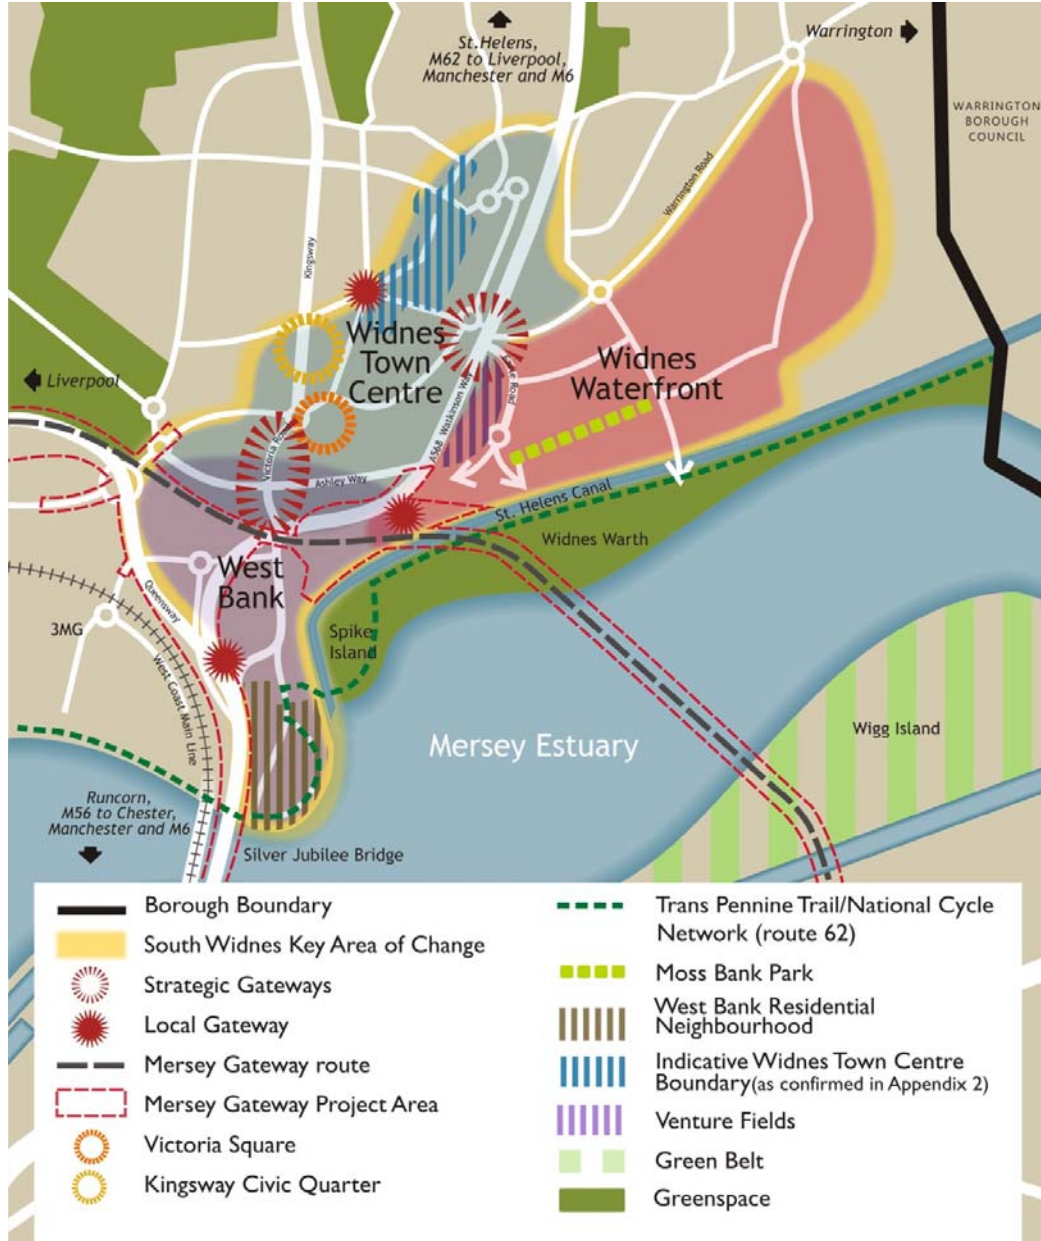 St.Helens,
M62 to Liverpool,
Manchester and M6
Warrington
WARRINGTON
BOROUGH
COUNCIL
Warrington Road
Kingsway
Widnes
Town
Centre
Widnes
Waterfront
Liverpool
Victoria Road
A568 Watkinson Way
Road
Ashley Way
St. Helens Canal
Widnes Warth
West
Bank
Queensway
3MG
Spike
Island
West Coast Main Line
Wigg Island
Mersey Estuary
Runcorn,
M56 to Chester,
Manchester and M6
Silver Jubilee Bridge
Borough Boundary
South Widnes Key Area of Change
Strategic Gateways
Local Gateway
Mersey Gateway route
Mersey Gateway Project Area
Victoria Square
Kingsway Civic Quarter
Trans Pennine Trail/National Cycle
Network (route 62)
Moss Bank Park
West Bank Residential
Neighbourhood
Indicative Widnes Town Centre
Boundary(as confirmed in Appendix 2)
Venture Fields
Green Belt
Greenspace